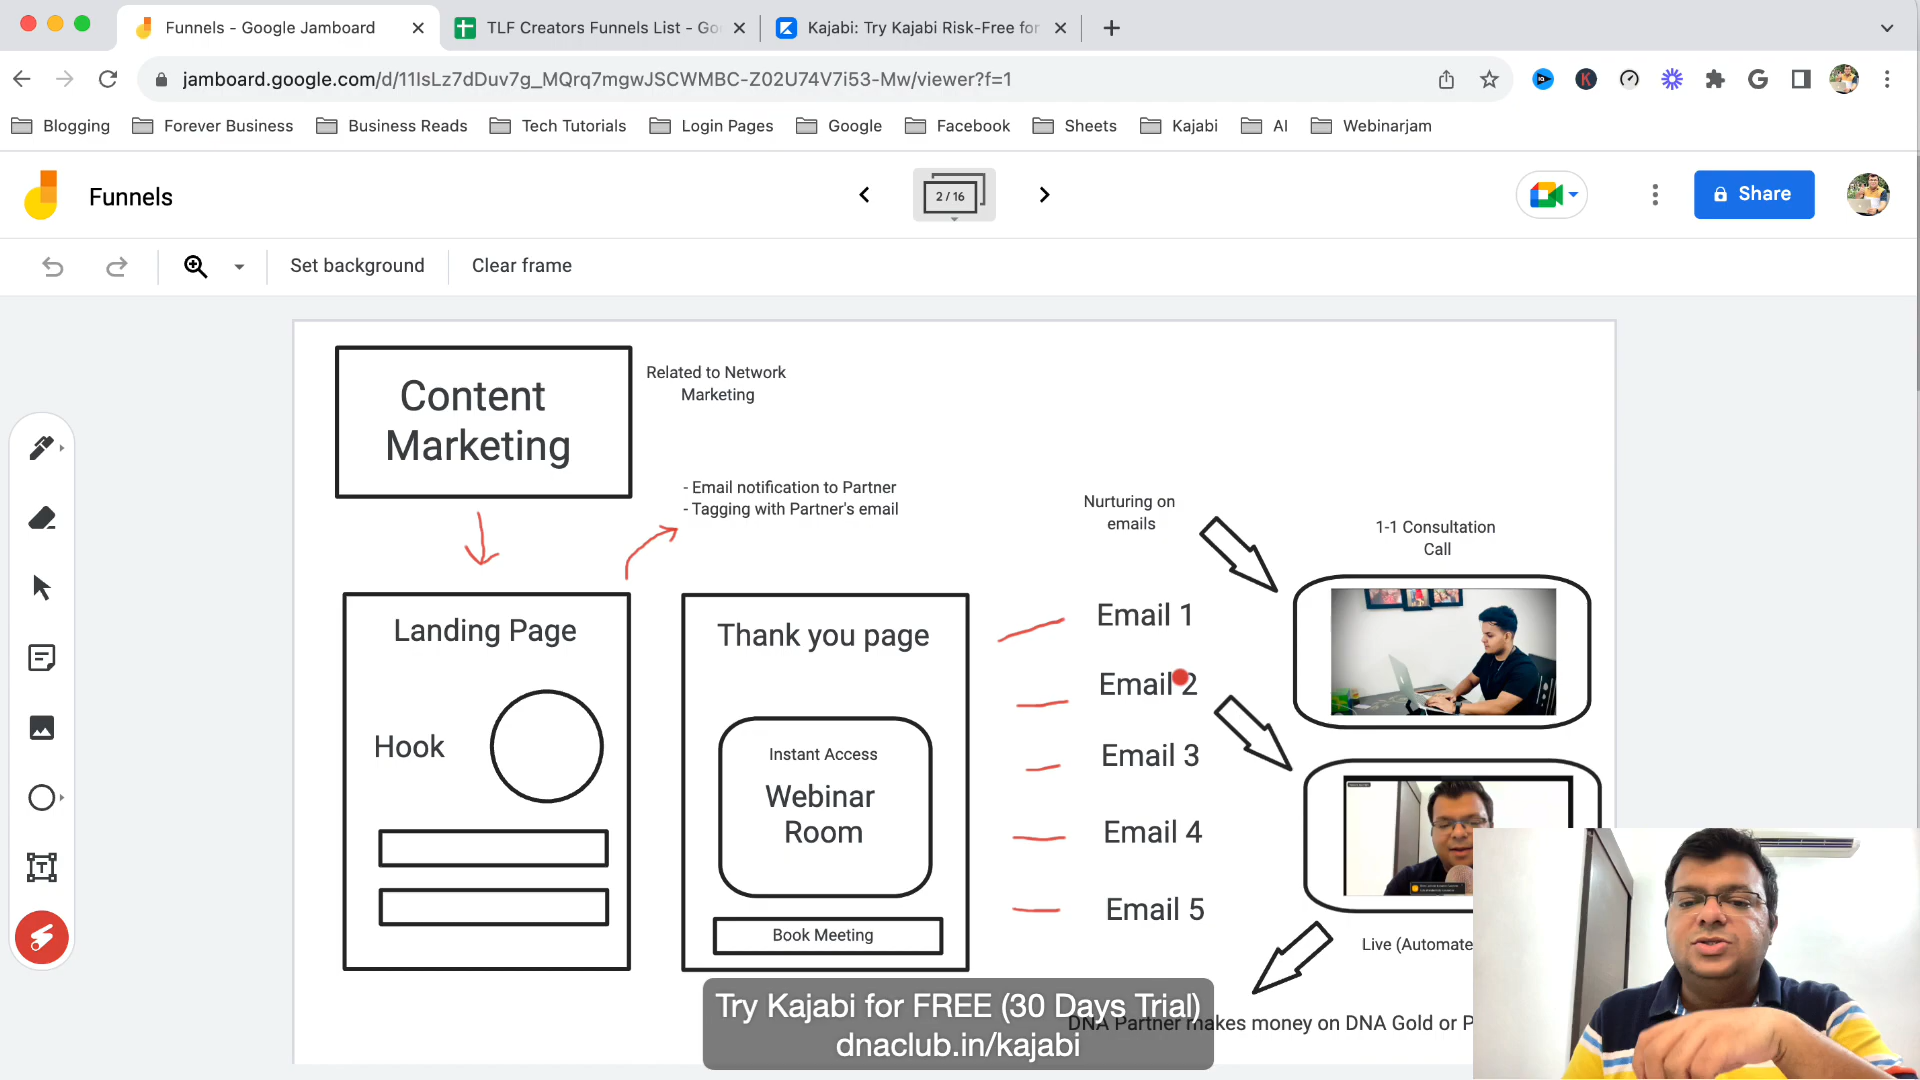 Funnels - Google Jamboard
TLF Creators Funnels List - Go
Kajabi: Try Kajabi Risk-Free for
jamboard.google.com/d/11IsLz7dDuv7g_MQrq7mgwJSCWMBC-Z02U74V7i53-Mw/viewer?f=1
Blogging
Forever Business
Business Reads
Tech Tutorials
Login Pages
Google
Facebook
Sheets
Kajabi
AI
Webinarjam
Funnels
2 / 16
Share
Set background
Clear frame
Content
Marketing
Related to Network
Marketing
- Email notification to Partner
- Tagging with Partner's email
Nurturing on
emails
1-1 Consultation
Call
Landing Page
Hook
Thank you page
Instant Access
Webinar
Room
Book Meeting
Email 1
Email 2
Email 3
Email 4
Email 5
Live (Automate
DNA Partner makes money on DNA Gold or P
Try Kajabi for FREE (30 Days Trial)
dnaclub.in/kajabi